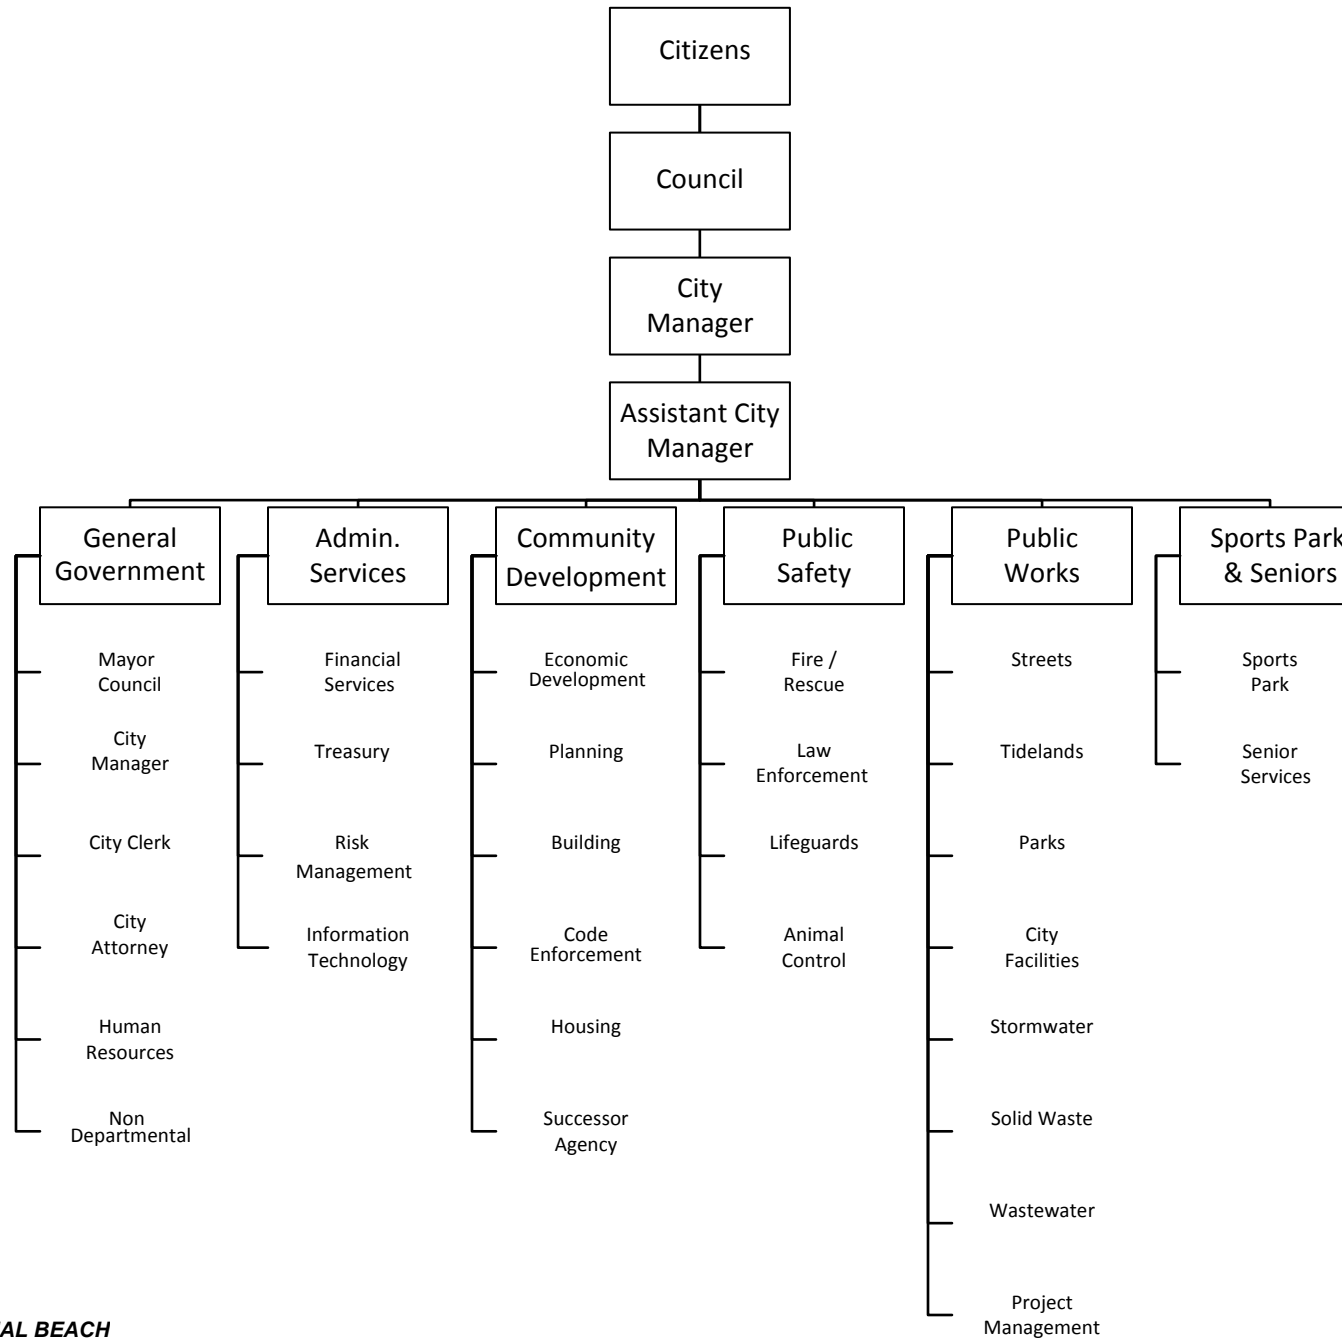 Citizens
Council
City
Manager
Assistant City
Manager
General
Government
Mayor
Council
City
Manager
City Clerk
City
Attorney
Human
Resources
Non
Departmental
Admin.
Services
Financial
Services
Treasury
Risk
Management
Information
Technology
Community
Development
Economic
Development
Planning
Building
Code
Enforcement
Housing
Successor
Agency
Public
Safety
Fire /
Rescue
Law
Enforcement
Lifeguards
Animal
Control
Public
Works
Streets
Tidelands
Parks
City
Facilities
Stormwater
Solid Waste
Wastewater
Project
Management
Sports Park
& Seniors
Sports
Park
Senior
Services
BEACH